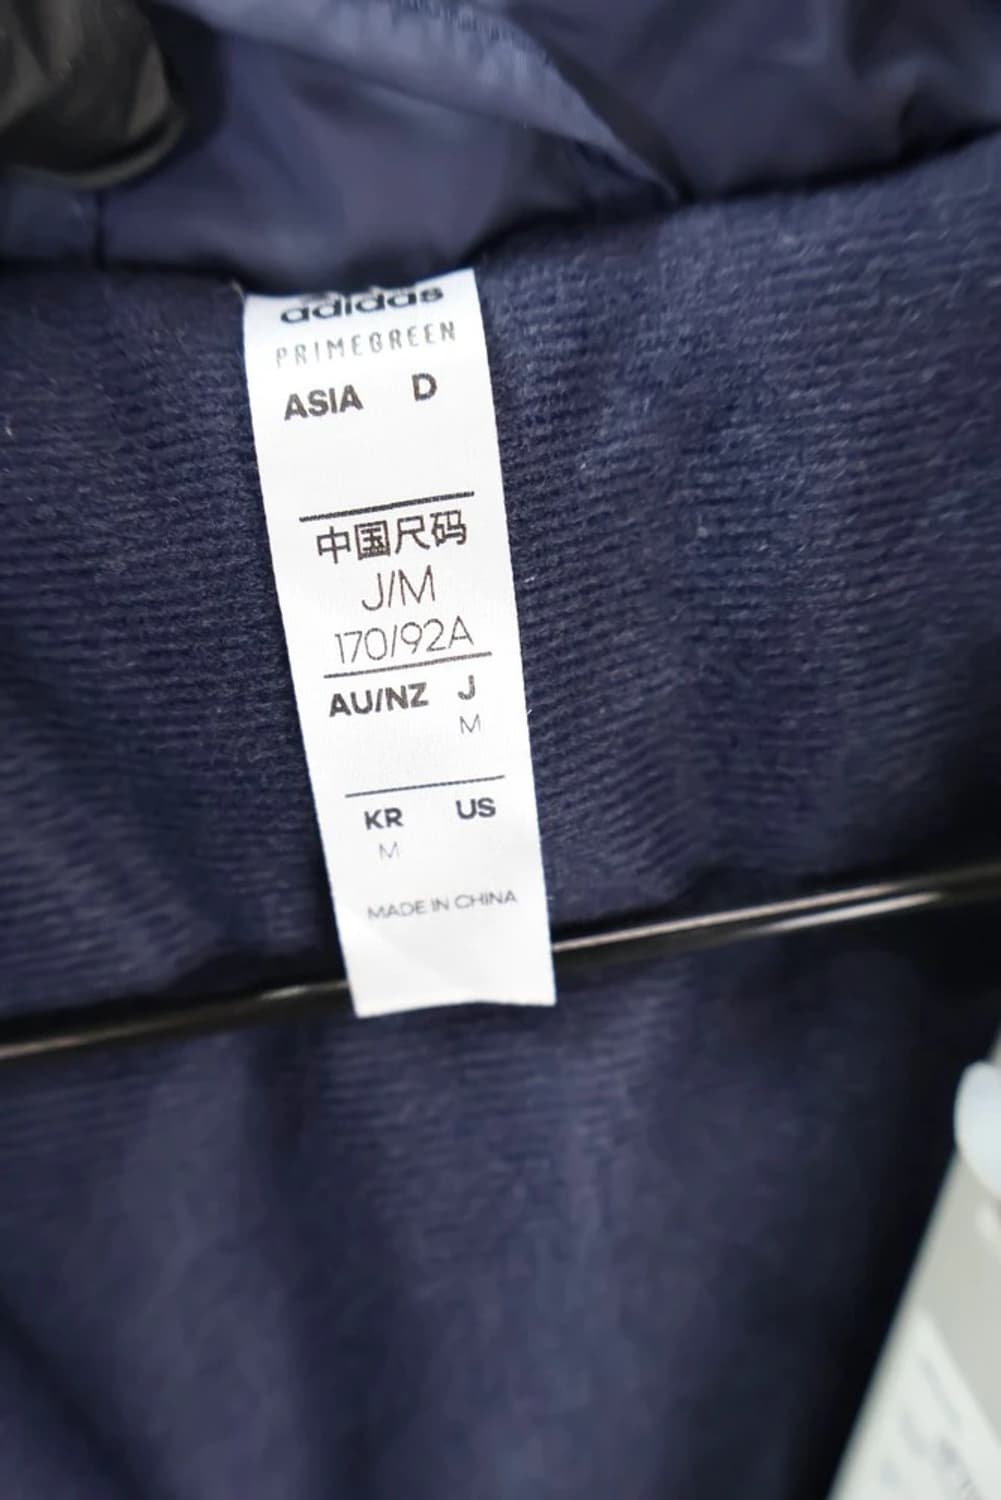 adidas
PRIMEGREEN
ASIA D
中国尺码
J/M
170/92A
AU/NZ J
M
KR US
M
MADE IN CHINA